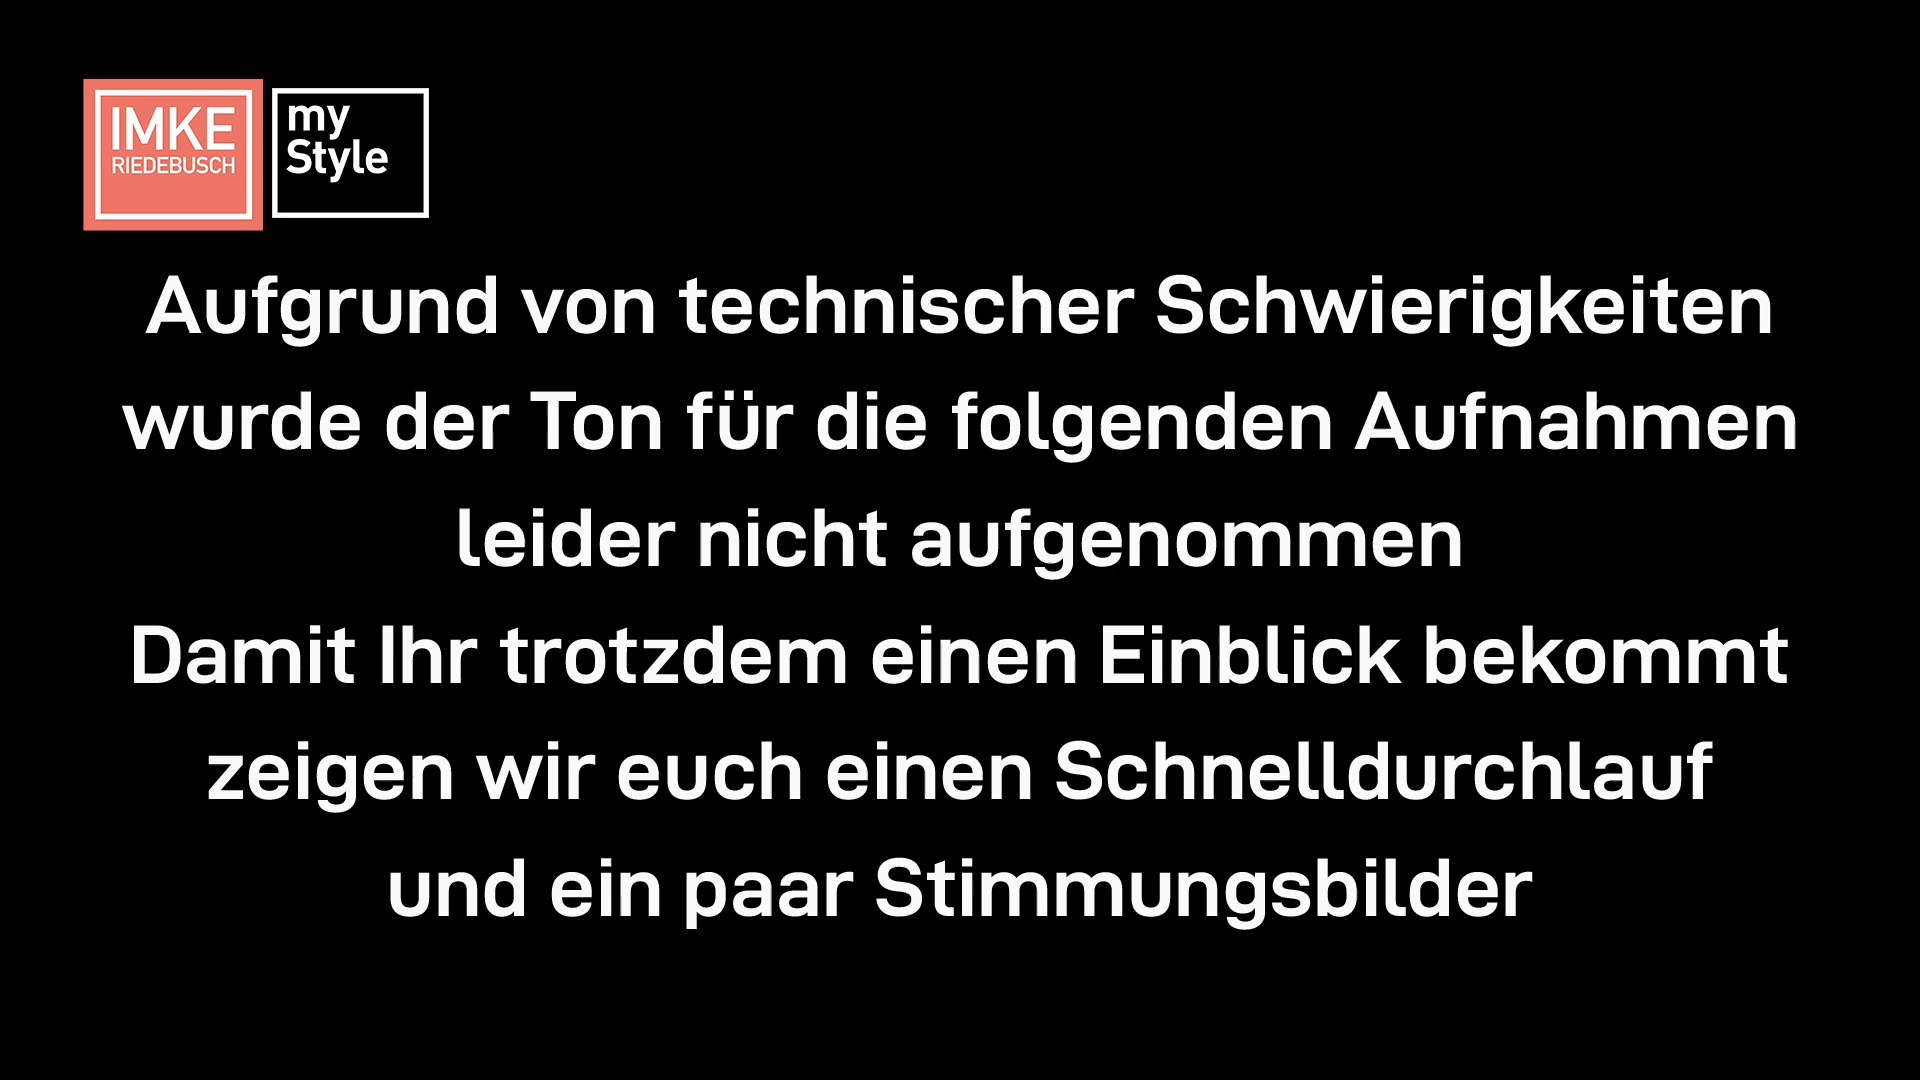 IMKE
RIEDEBUSCH
my
Style
Aufgrund von technischer Schwierigkeiten
wurde der Ton für die folgenden Aufnahmen
leider nicht aufgenommen
Damit Ihr trotzdem einen Einblick bekommt
zeigen wir euch einen Schnelldurchlauf
und ein paar Stimmungsbilder